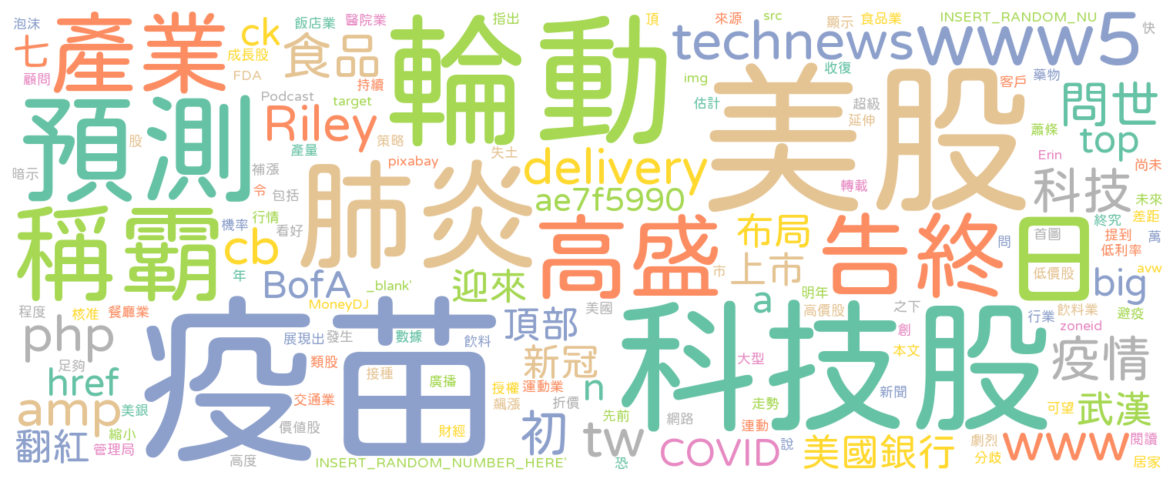 泡沫 產業 ck 飯店業 醫院業 指出 頂 來源 src 顯示 食品業 INSERT_RANDOM_NU 快
七 顧問 成長股 食品 輪動 technews www5
FDA 持續 收復 客戶 藥物
預測 Podcast target Riley img 估計 超級 延伸 問世
股 產量 策略 失土 美股 蕭條 top
暗示 補漲 pixabay delivery Erin 尚未
令 包括 肺炎 ae7f5990 轉載 科技 未來
稱霸 機率 行情 看好 高盛 布局 告終 日 終究 差距
cb 問 首圖 提到 萬
年 BofA _blank' 迎來 市 上市 低價股 低利率 big avw
程度 核准 餐廳業 MoneyDJ 美國 a 明年 高價股 之下 飲料業 避疫
php 疫苗 展現出 發生 數據 飲料 頂部 科技股 創 行業 zoneid
足夠 類股 新冠 大型 本文 疫情
href 接種 廣播 授權 運動業 n 新聞
amp 美銀 交通業 飆漲 折價 走勢 可望 武漢
縮小 價值股 財經 初 先前 網路 運動
翻紅 管理局 tw 說 劇烈 www 閱讀
高度 INSERT_RANDOM_NUMBER_HERE' 恐 COVID 美國銀行 分歧 居家